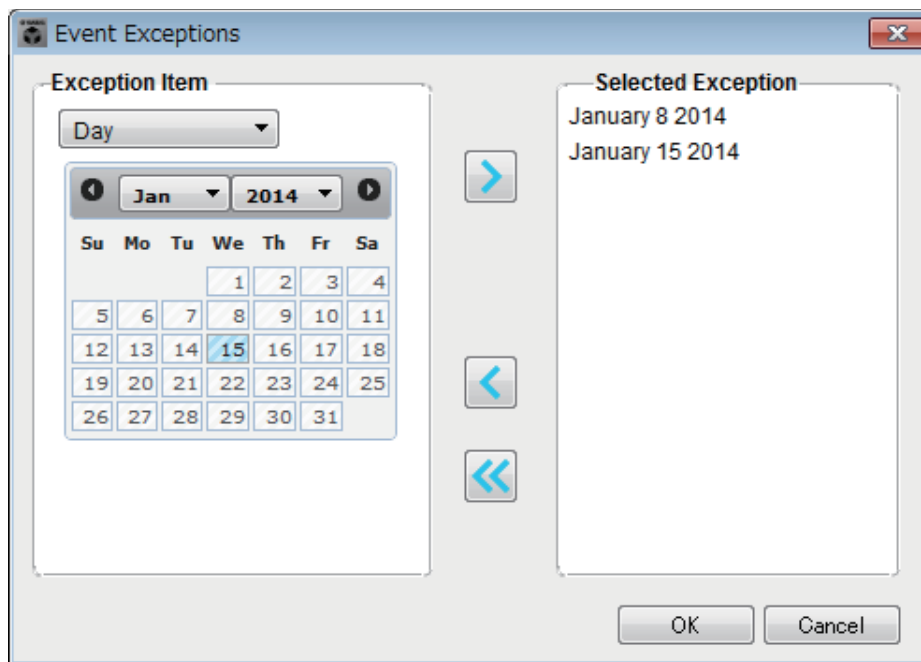 Event Exceptions
Exception Item
Day
Jan 2014
Su Mo Tu We Th Fr Sa
1 2 3 4
5 6 7 8 9 10 11
12 13 14 15 16 17 18
19 20 21 22 23 24 25
26 27 28 29 30 31
Selected Exception
January 8 2014
January 15 2014
OK Cancel